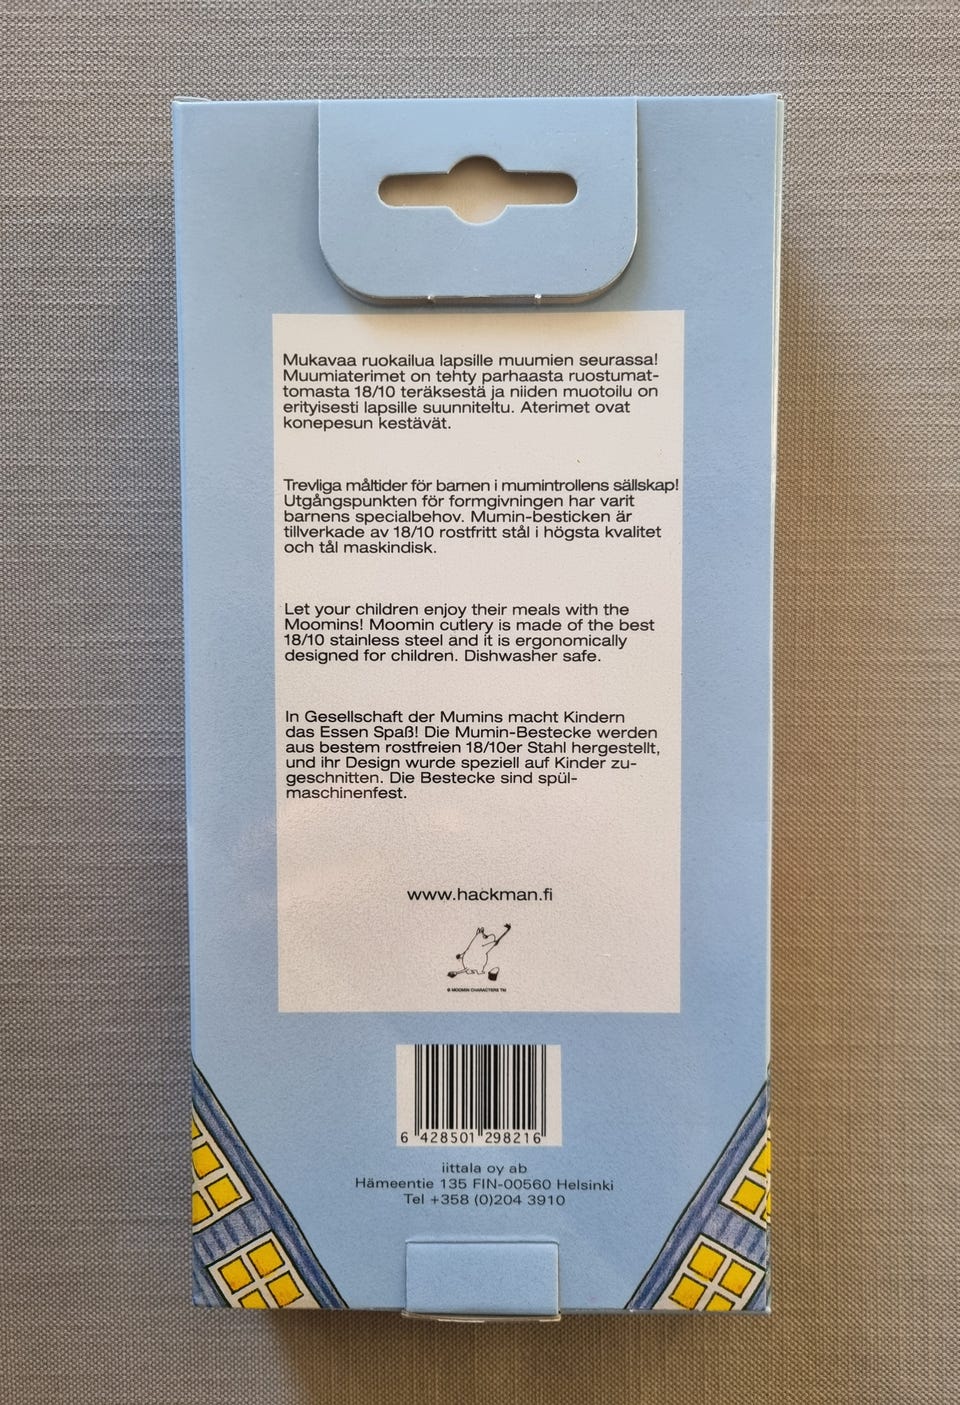 Mukavaa ruokailua lapsille muumien seurassa!
Muumiaterimet on tehty parhaasta ruostumat-
tomasta 18/10 teräksestä ja niiden muotoilu on
erityisesti lapsille suunniteltu. Aterimet ovat
konepesun kestävät.
Trevliga måltider för barnen i mumintrollens sällskap!
Utgångspunkten för formgivningen har varit
barnens specialbehov. Mumin-besticken är
tillverkade av 18/10 rostfritt stål i högsta kvalitet
och tål maskindisk.
Let your children enjoy their meals with the
Moomins! Moomin cutlery is made of the best
18/10 stainless steel and it is ergonomically
designed for children. Dishwasher safe.
In Gesellschaft der Mumins macht Kindern
das Essen Spaß! Die Mumin-Bestecke werden
aus bestem rostfreien 18/10er Stahl hergestellt,
und ihr Design wurde speziell auf Kinder zu-
geschnitten. Die Bestecke sind spül-
maschinenfest.
www.hackman.fi
© MOOMIN CHARACTERS TM
6 428501 298216
iittala oy ab
Hämeentie 135 FIN-00560 Helsinki
Tel +358 (0)204 3910